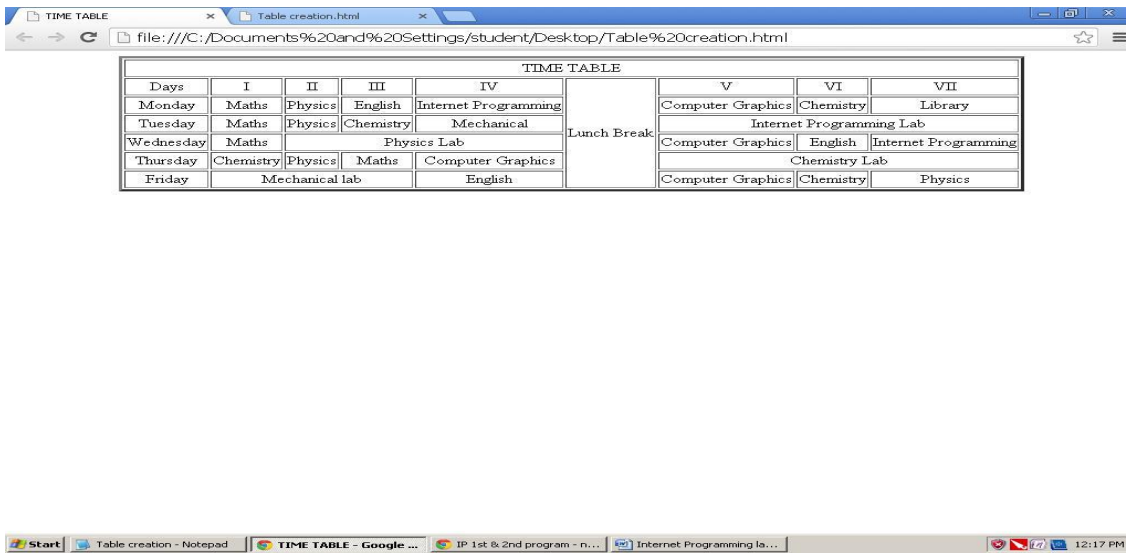 TIME TABLE
Table creation.html
file:///C:/Documents%20and%20Settings/student/Desktop/Table%20creation.html
TIME TABLE
Days I II III IV Lunch Break V VI VII
Monday Maths Physics English Internet Programming Computer Graphics Chemistry Library
Tuesday Maths Physics Chemistry Mechanical Internet Programming Lab
Wednesday Maths Physics Lab Computer Graphics English Internet Programming
Thursday Chemistry Physics Maths Computer Graphics Chemistry Lab
Friday Mechanical lab English Computer Graphics Chemistry Physics
Start Table creation - Notepad TIME TABLE - Google ... IP 1st & 2nd program - n... Internet Programming la... 12:17 PM